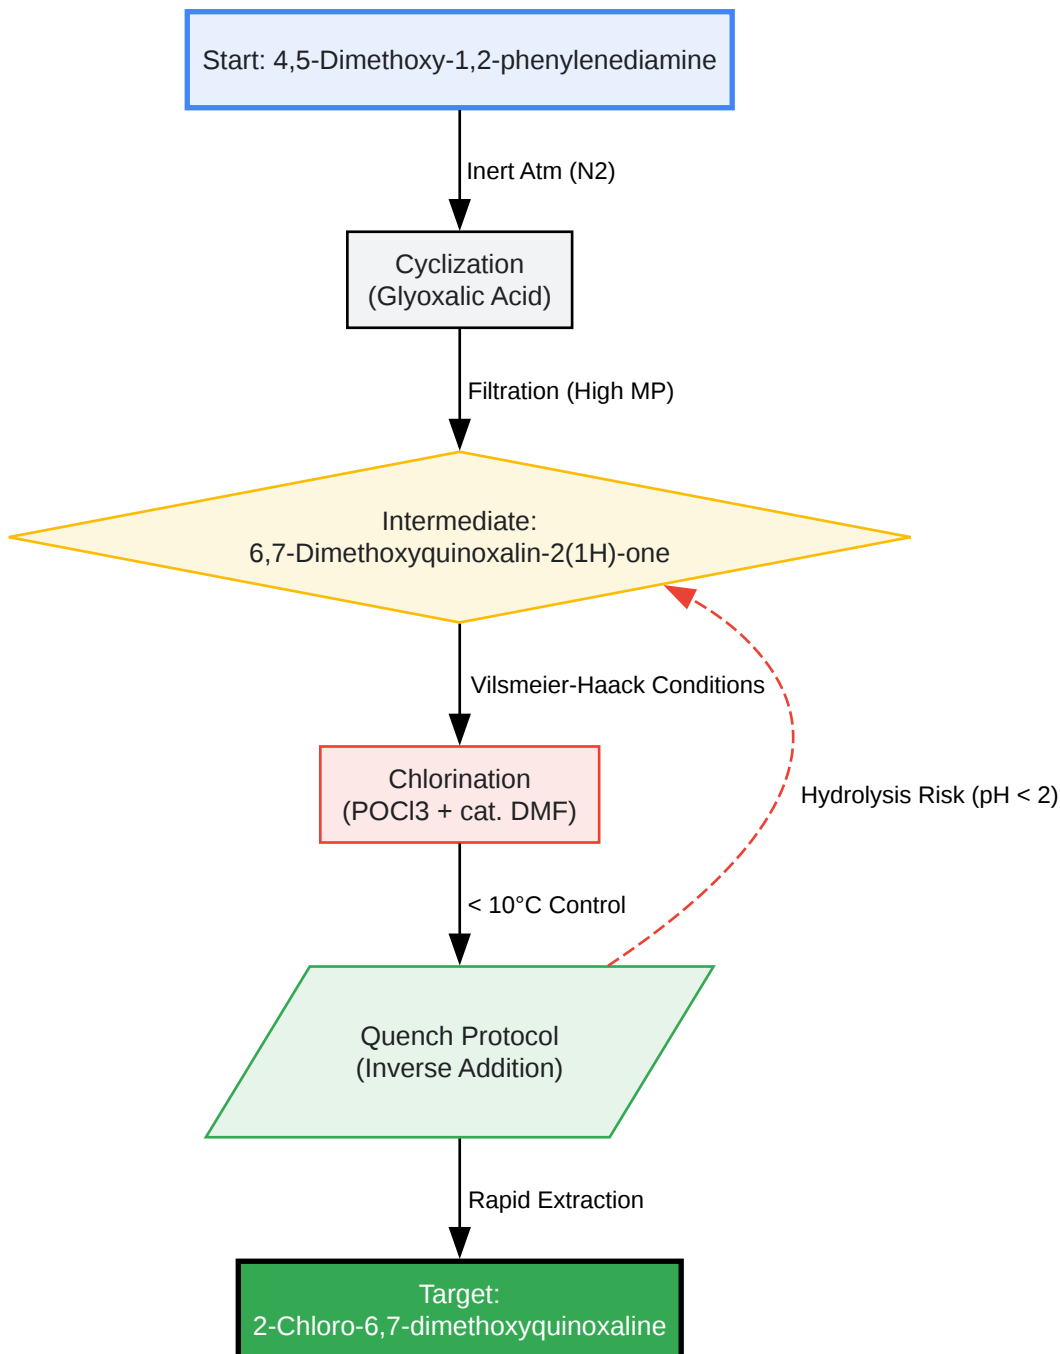 Start: 4,5-Dimethoxy-1,2-phenylenediamine
Inert Atm (N2)
Cyclization
(Glyoxalic Acid)
Filtration (High MP)
Intermediate:
6,7-Dimethoxyquinoxalin-2(1H)-one
Vilsmeier-Haack Conditions
Chlorination
(POCl3 + cat. DMF)
Hydrolysis Risk (pH < 2)
< 10°C Control
Quench Protocol
(Inverse Addition)
Rapid Extraction
Target:
2-Chloro-6,7-dimethoxyquinoxaline